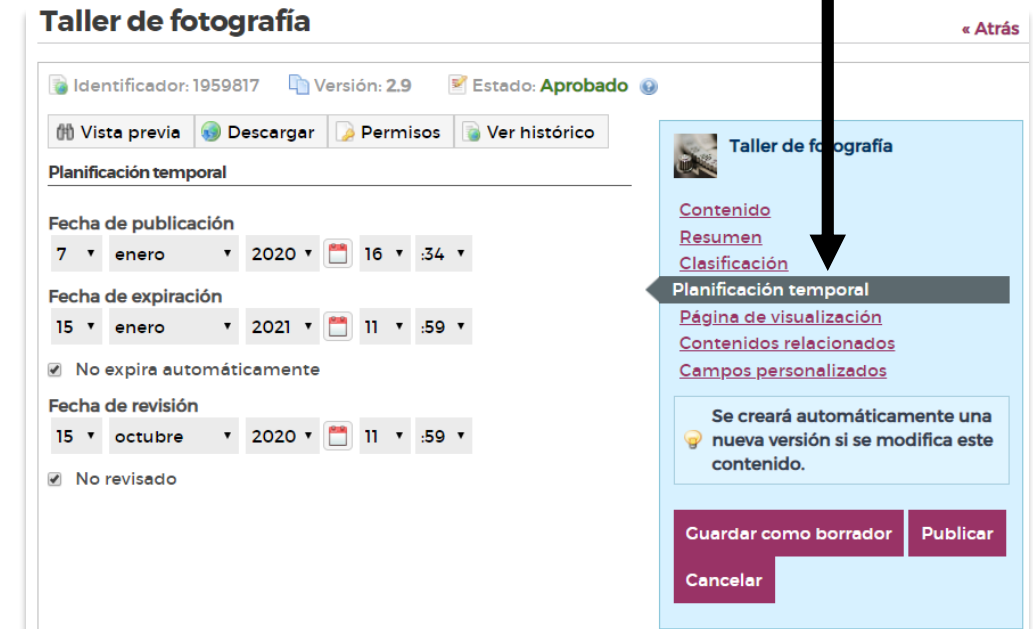 Taller de fotografía
« Atrás
Identificador: 1959817 Versión: 2.9 Estado: Aprobado
Vista previa Descargar Permisos Ver histórico
Planificación temporal
Fecha de publicación
7 enero 2020 16 :34
Fecha de expiración
15 enero 2021 11 :59
No expira automáticamente
Fecha de revisión
15 octubre 2020 11 :59
No revisado
Taller de fotografía
Contenido
Resumen
Clasificación
Planificación temporal
Página de visualización
Contenidos relacionados
Campos personalizados
Se creará automáticamente una
nueva versión si se modifica este
contenido.
Guardar como borrador Publicar
Cancelar